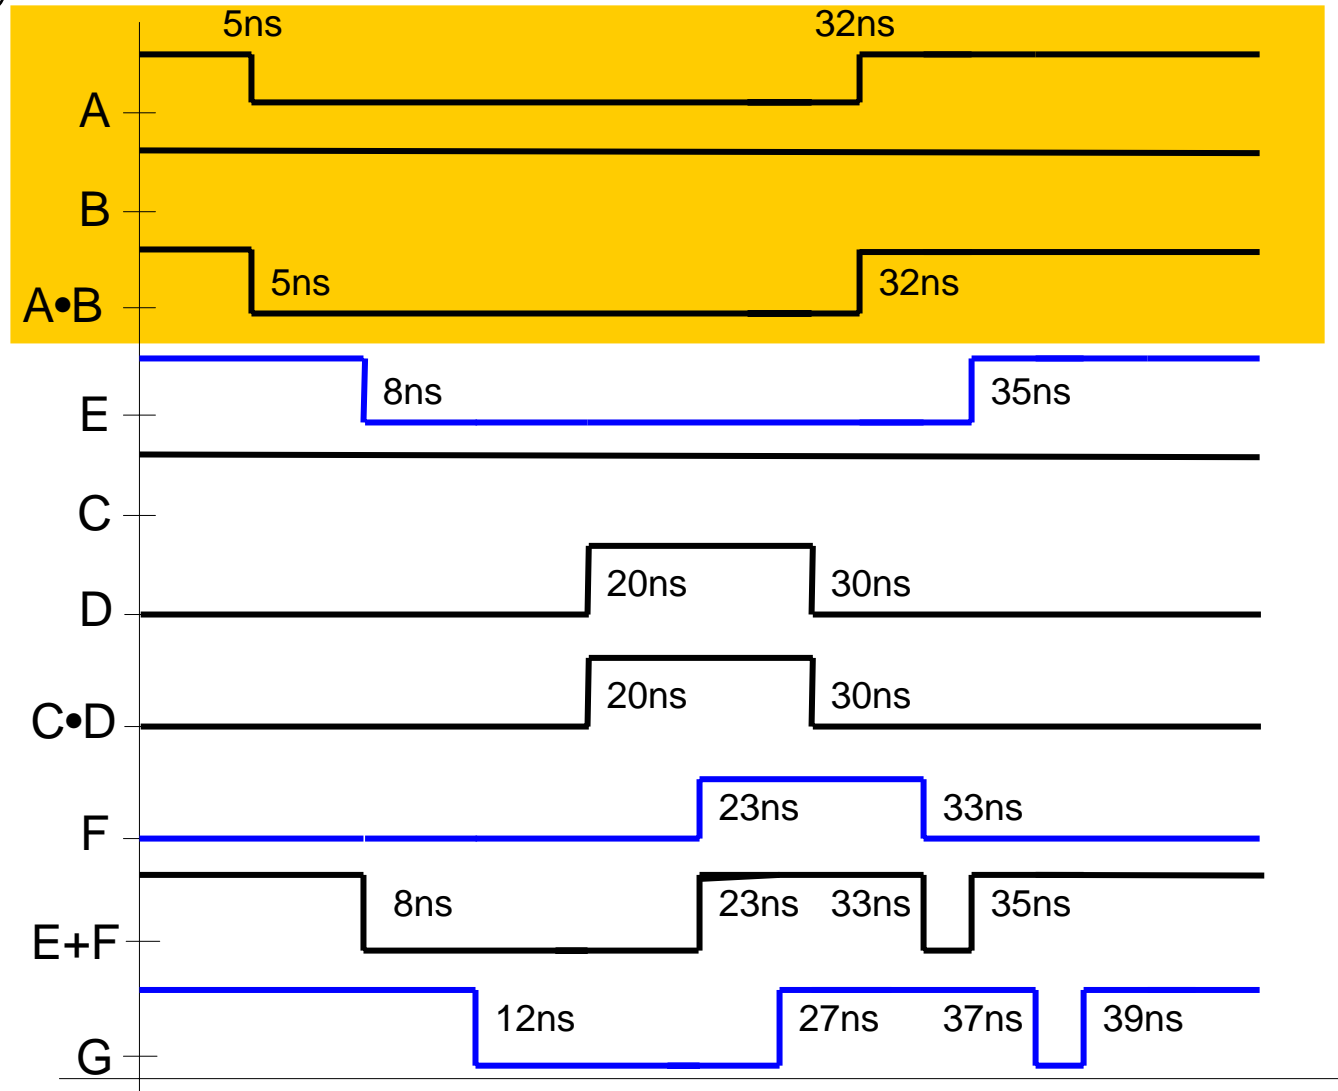 5ns 32ns
A
B
A•B 5ns 32ns
E 8ns 35ns
C
D 20ns 30ns
C•D 20ns 30ns
F 23ns 33ns
E+F 8ns 23ns 33ns 35ns
G 12ns 27ns 37ns 39ns